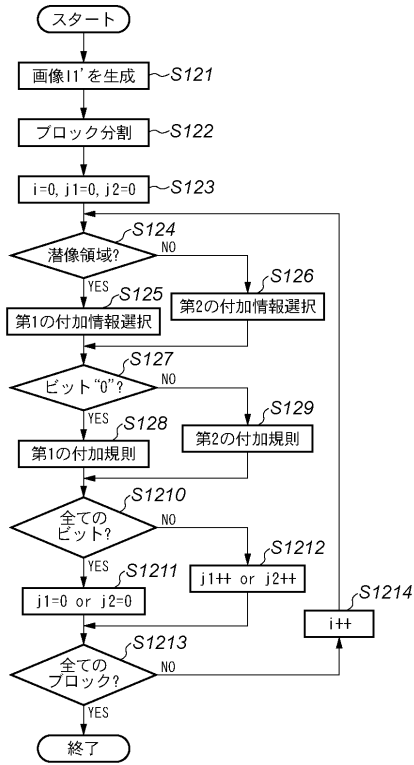 スタート
画像I1'を生成
S121
ブロック分割
S122
i=0, j1=0, j2=0
S123
潜像領域?
S124
NO
YES
第1の付加情報選択
S125
第2の付加情報選択
S126
ビット“0”?
S127
NO
YES
第1の付加規則
S128
第2の付加規則
S129
全ての
ビット?
S1210
NO
YES
j1=0 or j2=0
S1211
j1++ or j2++
S1212
全ての
ブロック?
S1213
NO
YES
i++
S1214
終了